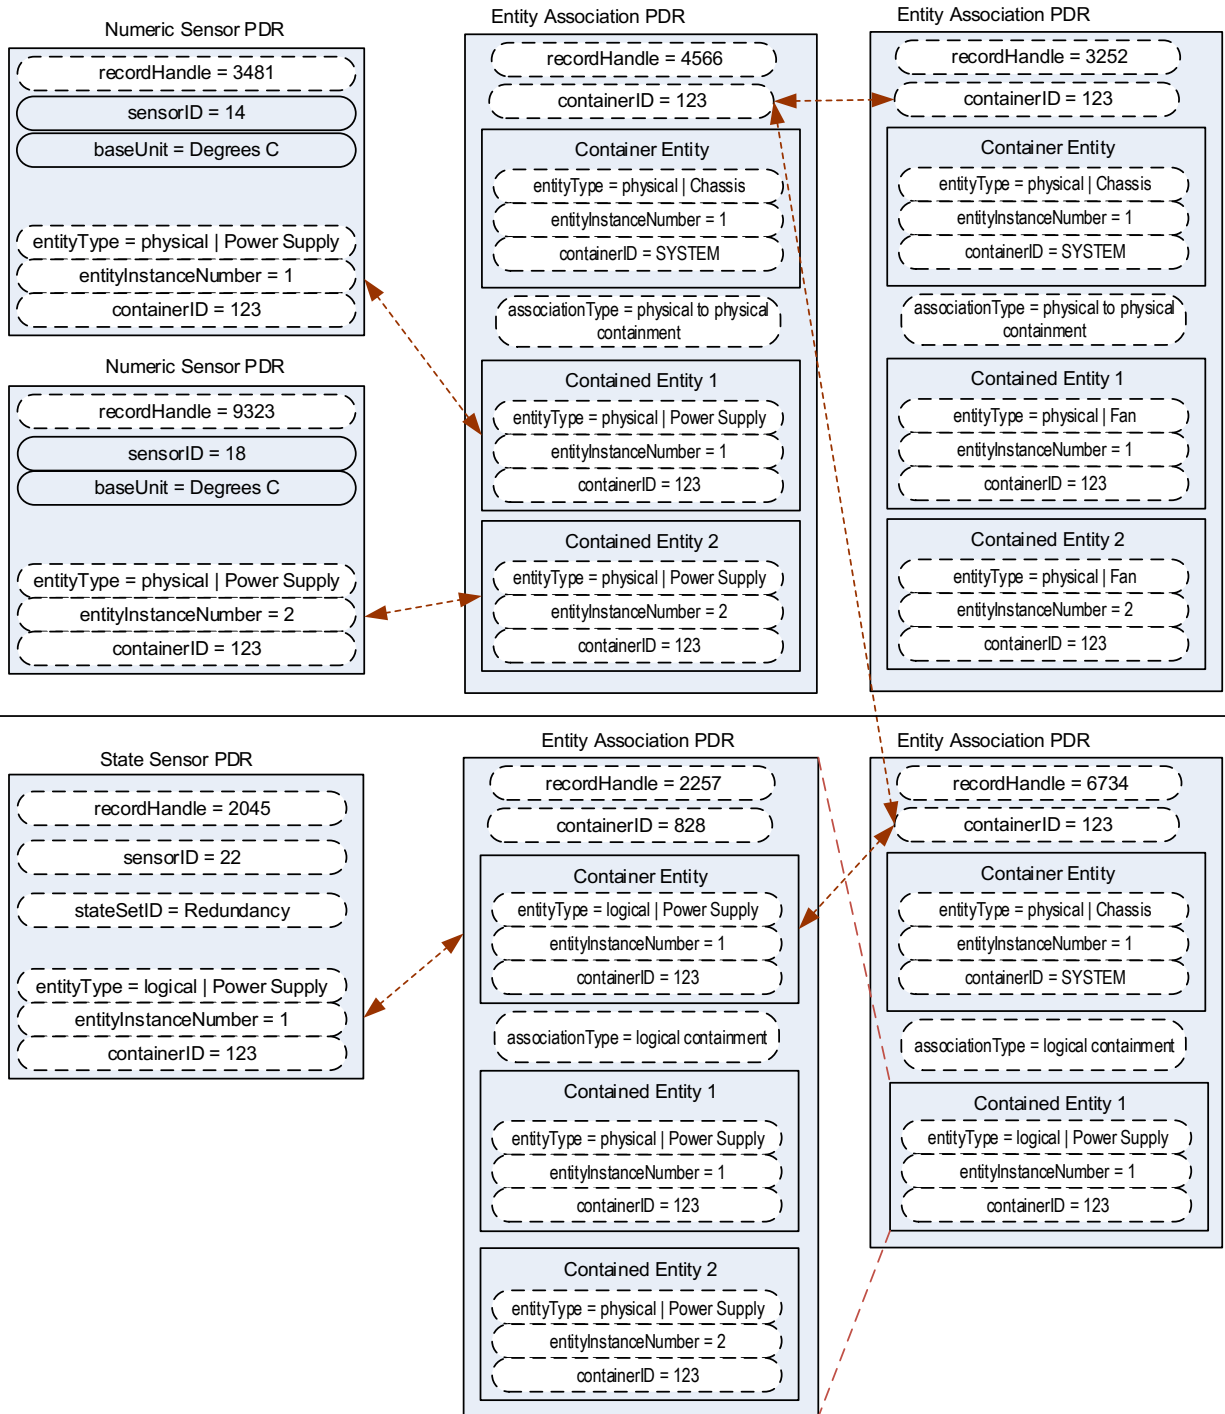 Numeric Sensor PDR
recordHandle = 3481
sensorID = 14
baseUnit = Degrees C
entityType = physical | Power Supply
entityInstanceNumber = 1
containerID = 123
Numeric Sensor PDR
recordHandle = 9323
sensorID = 18
baseUnit = Degrees C
entityType = physical | Power Supply
entityInstanceNumber = 2
containerID = 123
Entity Association PDR
recordHandle = 4566
containerID = 123
Container Entity
entityType = physical | Chassis
entityInstanceNumber = 1
containerID = SYSTEM
associationType = physical to physical
containment
Contained Entity 1
entityType = physical | Power Supply
entityInstanceNumber = 1
containerID = 123
Contained Entity 2
entityType = physical | Power Supply
entityInstanceNumber = 2
containerID = 123
Entity Association PDR
recordHandle = 3252
containerID = 123
Container Entity
entityType = physical | Chassis
entityInstanceNumber = 1
containerID = SYSTEM
associationType = physical to physical
containment
Contained Entity 1
entityType = physical | Fan
entityInstanceNumber = 1
containerID = 123
Contained Entity 2
entityType = physical | Fan
entityInstanceNumber = 2
containerID = 123
State Sensor PDR
recordHandle = 2045
sensorID = 22
stateSetID = Redundancy
entityType = logical | Power Supply
entityInstanceNumber = 1
containerID = 123
Entity Association PDR
recordHandle = 2257
containerID = 828
Container Entity
entityType = logical | Power Supply
entityInstanceNumber = 1
containerID = 123
associationType = logical containment
Contained Entity 1
entityType = physical | Power Supply
entityInstanceNumber = 1
containerID = 123
Contained Entity 2
entityType = physical | Power Supply
entityInstanceNumber = 2
containerID = 123
Entity Association PDR
recordHandle = 6734
containerID = 123
Container Entity
entityType = physical | Chassis
entityInstanceNumber = 1
containerID = SYSTEM
associationType = logical containment
Contained Entity 1
entityType = logical | Power Supply
entityInstanceNumber = 1
containerID = 123